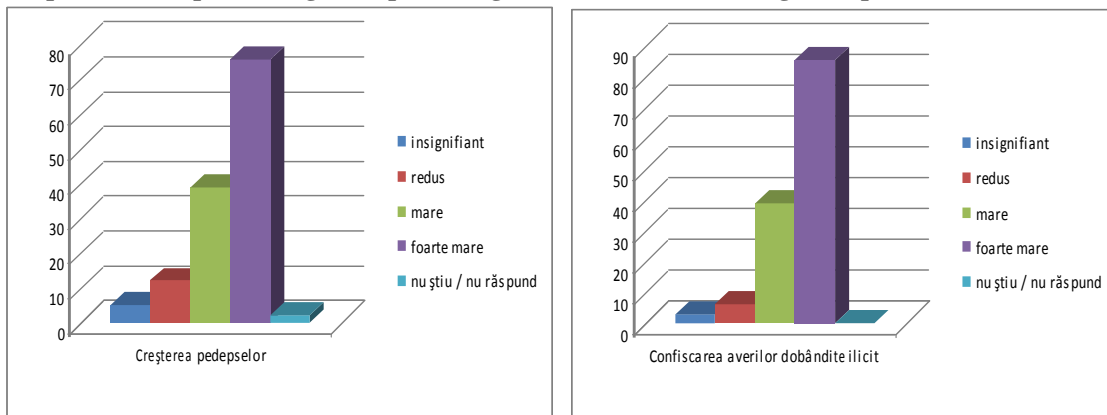 80
70
60
50
40
30
20
10
0
Creşterea pedepselor
insignifiant
redus
mare
foarte mare
nu ştiu / nu răspund
90
80
70
60
50
40
30
20
10
0
Confiscarea averilor dobândite ilicit
insignifiant
redus
mare
foarte mare
nu ştiu / nu răspund